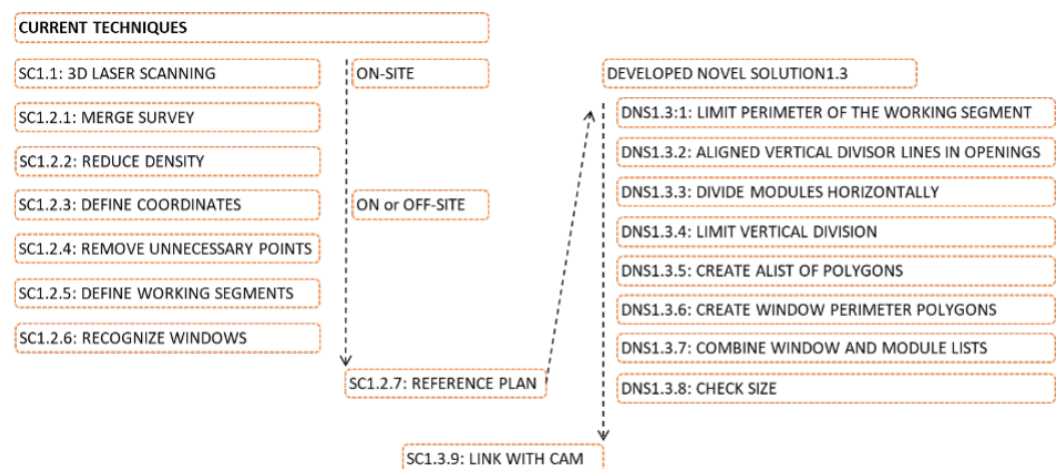 CURRENT TECHNIQUES
SC1.1: 3D LASER SCANNING
SC1.2.1: MERGE SURVEY
SC1.2.2: REDUCE DENSITY
SC1.2.3: DEFINE COORDINATES
SC1.2.4: REMOVE UNNECESSARY POINTS
SC1.2.5: DEFINE WORKING SEGMENTS
SC1.2.6: RECOGNIZE WINDOWS
ON-SITE
ON or OFF-SITE
SC1.2.7: REFERENCE PLAN
DEVELOPED NOVEL SOLUTION1.3
DNS1.3:1: LIMIT PERIMETER OF THE WORKING SEGMENT
DNS1.3.2: ALIGNED VERTICAL DIVISOR LINES IN OPENINGS
DNS1.3.3: DIVIDE MODULES HORIZONTALLY
DNS1.3.4: LIMIT VERTICAL DIVISION
DNS1.3.5: CREATE ALIST OF POLYGONS
DNS1.3.6: CREATE WINDOW PERIMETER POLYGONS
DNS1.3.7: COMBINE WINDOW AND MODULE LISTS
DNS1.3.8: CHECK SIZE
SC1.3.9: LINK WITH CAM